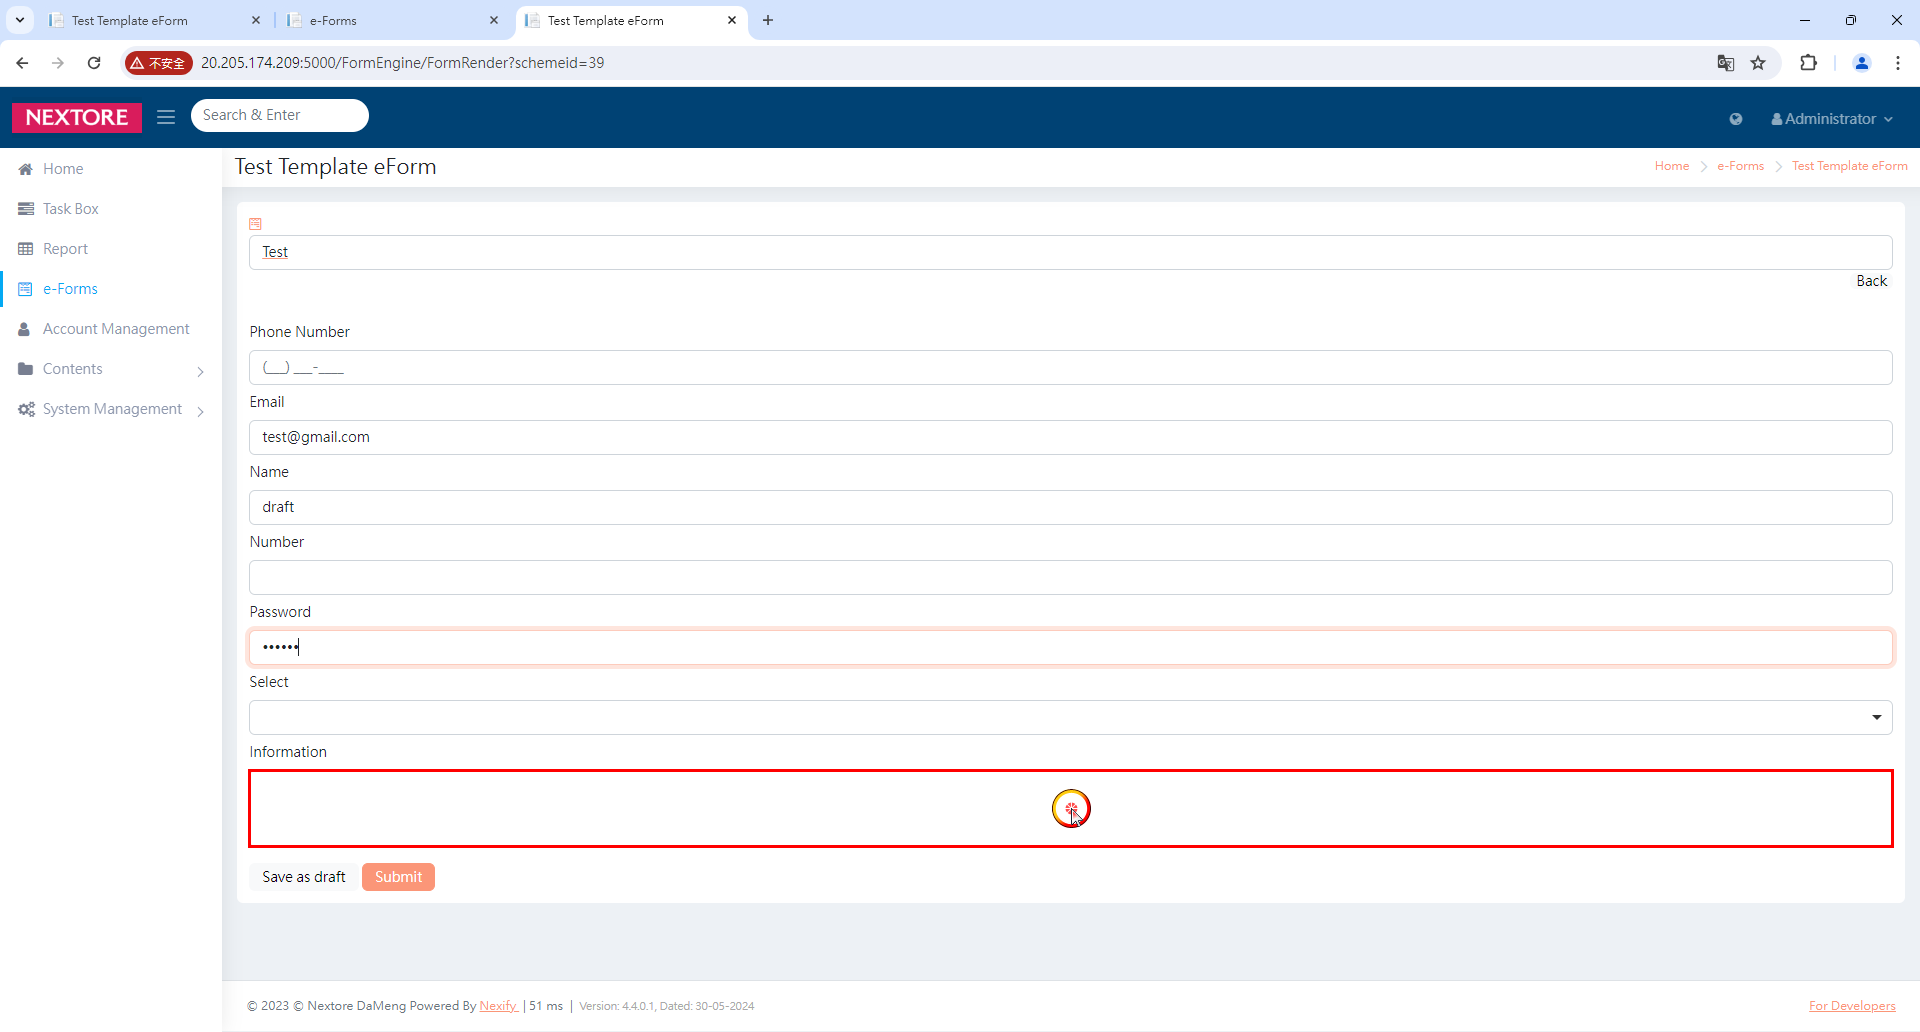 Test Template eForm
e-Forms
Test Template eForm
不安全
20.205.174.209:5000/FormEngine/FormRender?schemeid=39
NEXTORE
Search & Enter
Administrator
Home
Task Box
Report
e-Forms
Account Management
Contents
System Management
Test Template eForm
Home
e-Forms
Test Template eForm
Test
Back
Phone Number
(___) ___-____
Email
test@gmail.com
Name
draft
Number
Password
••••••
Select
Information
Save as draft
Submit
© 2023 © Nextore DaMeng Powered By Nexify | 51 ms | Version: 4.4.0.1, Dated: 30-05-2024
For Developers